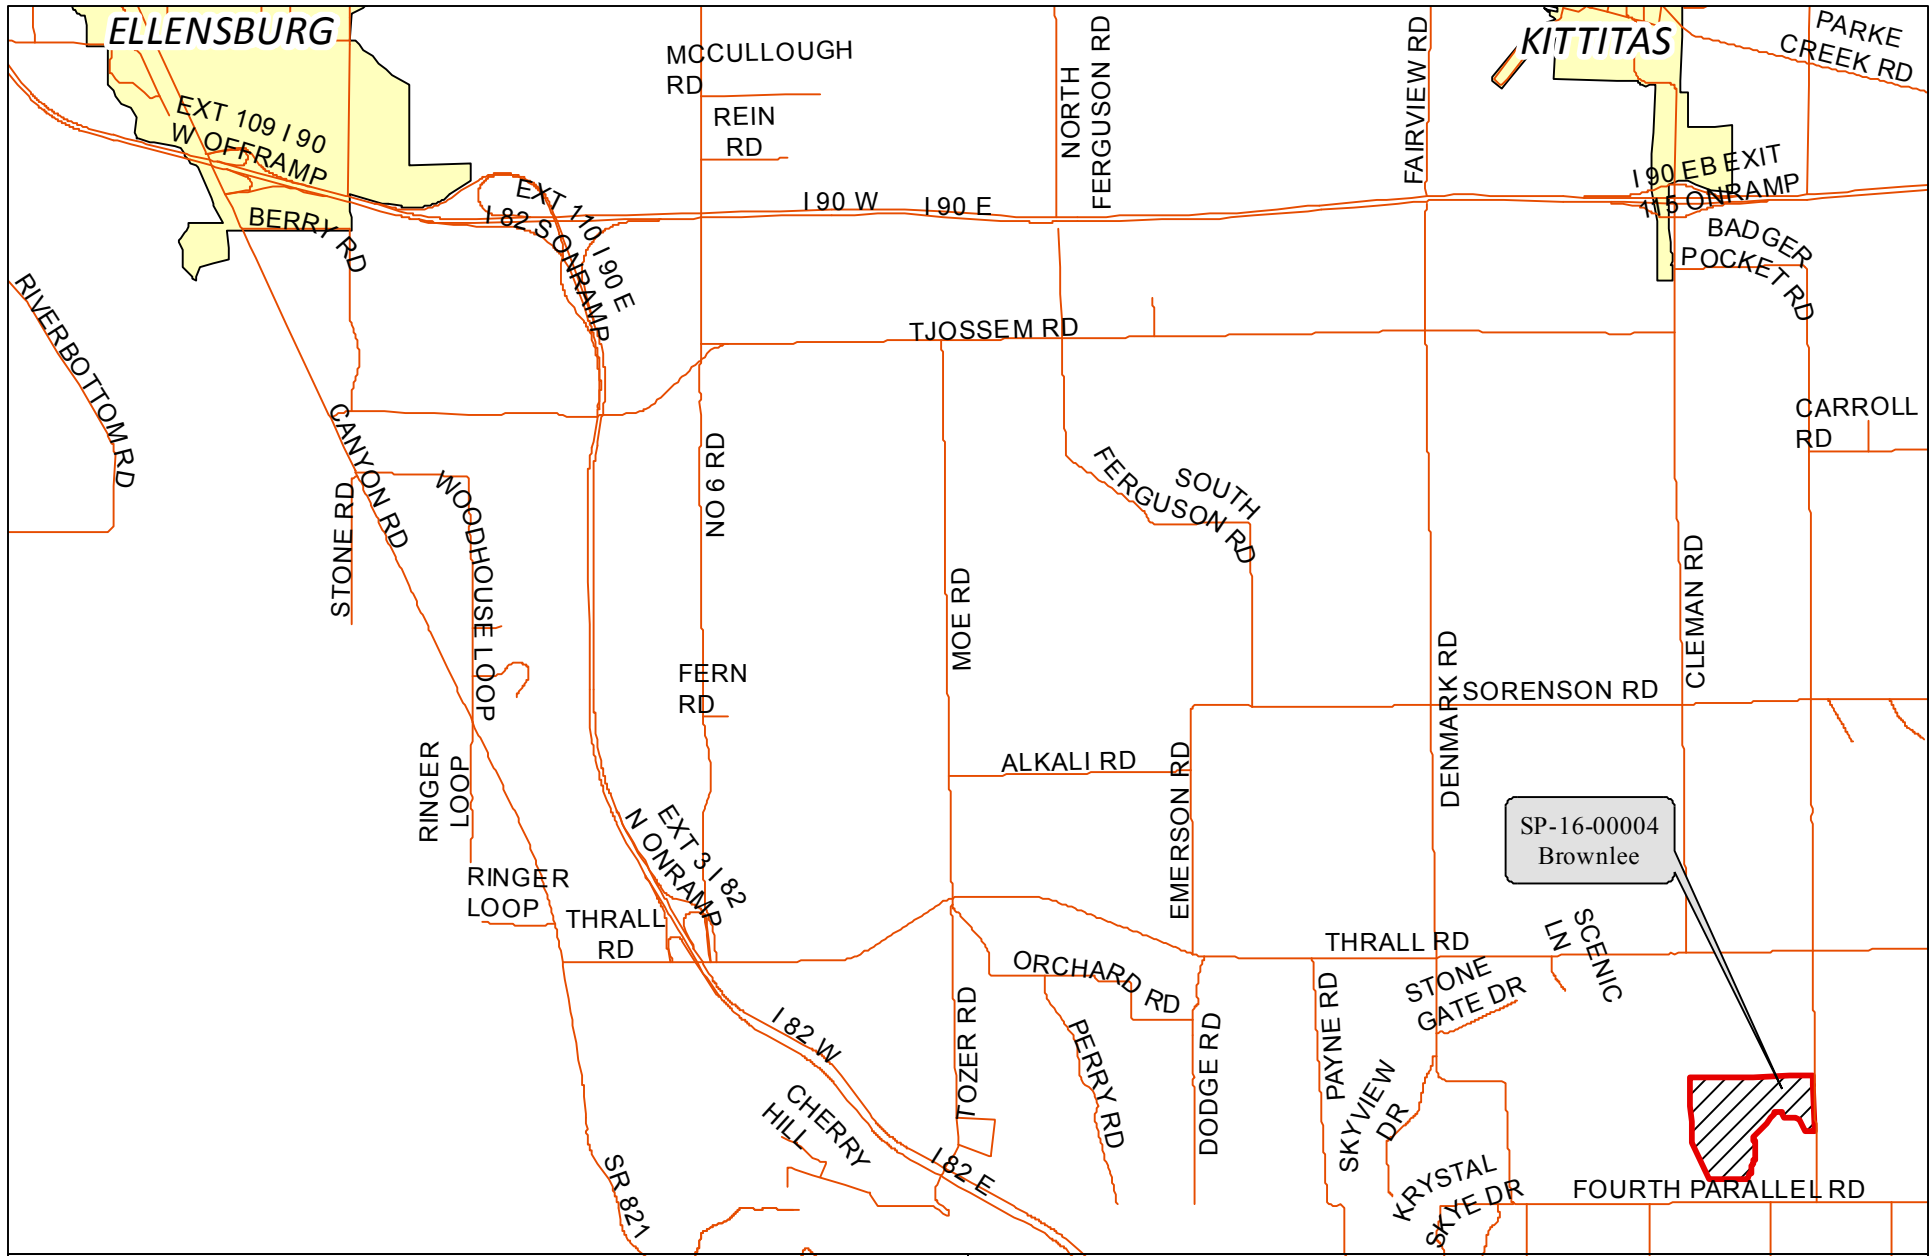 ELLENSBURG
KITTITAS
PARKE
CREEK RD
MCCULLOUGH
RD
REIN
RD
NORTH
FERGUSON RD
FAIRVIEW RD
EXT 109 I 90
W OFFRAMP
I 90 EB EXIT
115 ONRAMP
BERRY RD
EXT 110 I 90 E
I 82 S ONRAMP
I 90 W
I 90 E
BADGER
POCKET RD
RIVERBOTTOM RD
TJOSSEM RD
CARROLL
RD
CANYON RD
STONE RD
WOODHOUSE LOOP
NO 6 RD
SOUTH
FERGUSON RD
MOE RD
CLEMAN RD
FERN
RD
DENMARK RD
SORENSON RD
RINGER
LOOP
ALKALI RD
EMERSON RD
EXT 3 I 82
N ONRAMP
SP-16-00004
Brownlee
RINGER
LOOP
THRALL
RD
THRALL RD
SCENIC
LN
ORCHARD RD
STONE
GATE DR
I 82 W
TOZER RD
PERRY RD
DODGE RD
PAYNE RD
SKYVIEW
DR
CHERRY
HILL
I 82 E
SR 821
KRYSTAL
SKYE DR
FOURTH PARALLEL RD